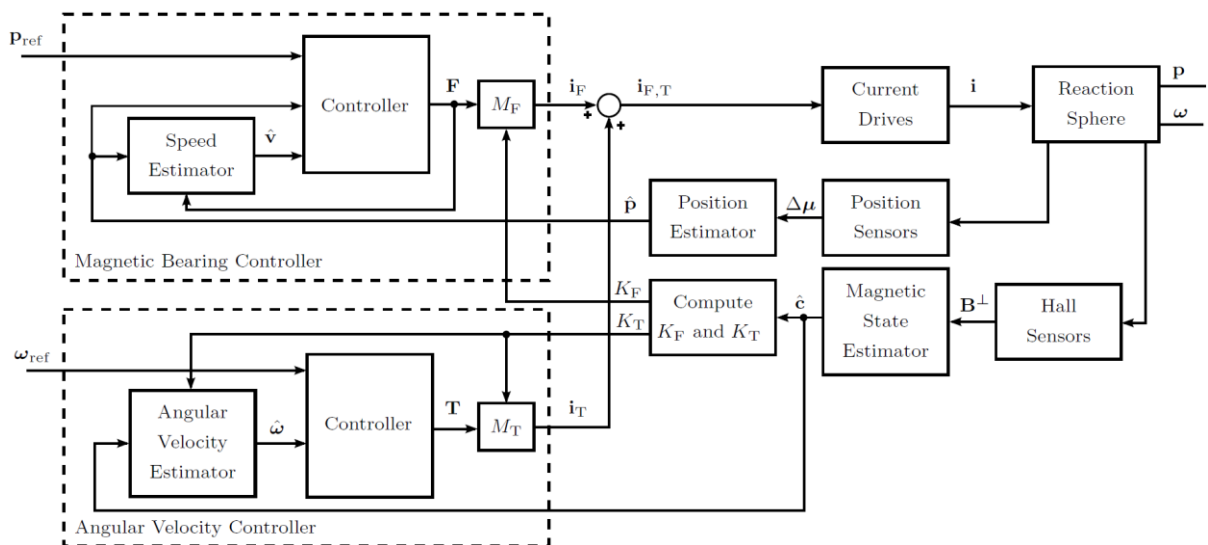 p_ref
Controller
F
M_F
i_F
i_F,T
Current
Drives
i
Reaction
Sphere
p
ω
Speed
Estimator
v̂
p̂
Position
Estimator
Δμ
Position
Sensors
Magnetic Bearing Controller
K_F
K_T
Compute
K_F and K_T
ĉ
Magnetic
State
Estimator
B^⊥
Hall
Sensors
ω_ref
Angular
Velocity
Estimator
ω̂
Controller
T
M_T
i_T
Angular Velocity Controller